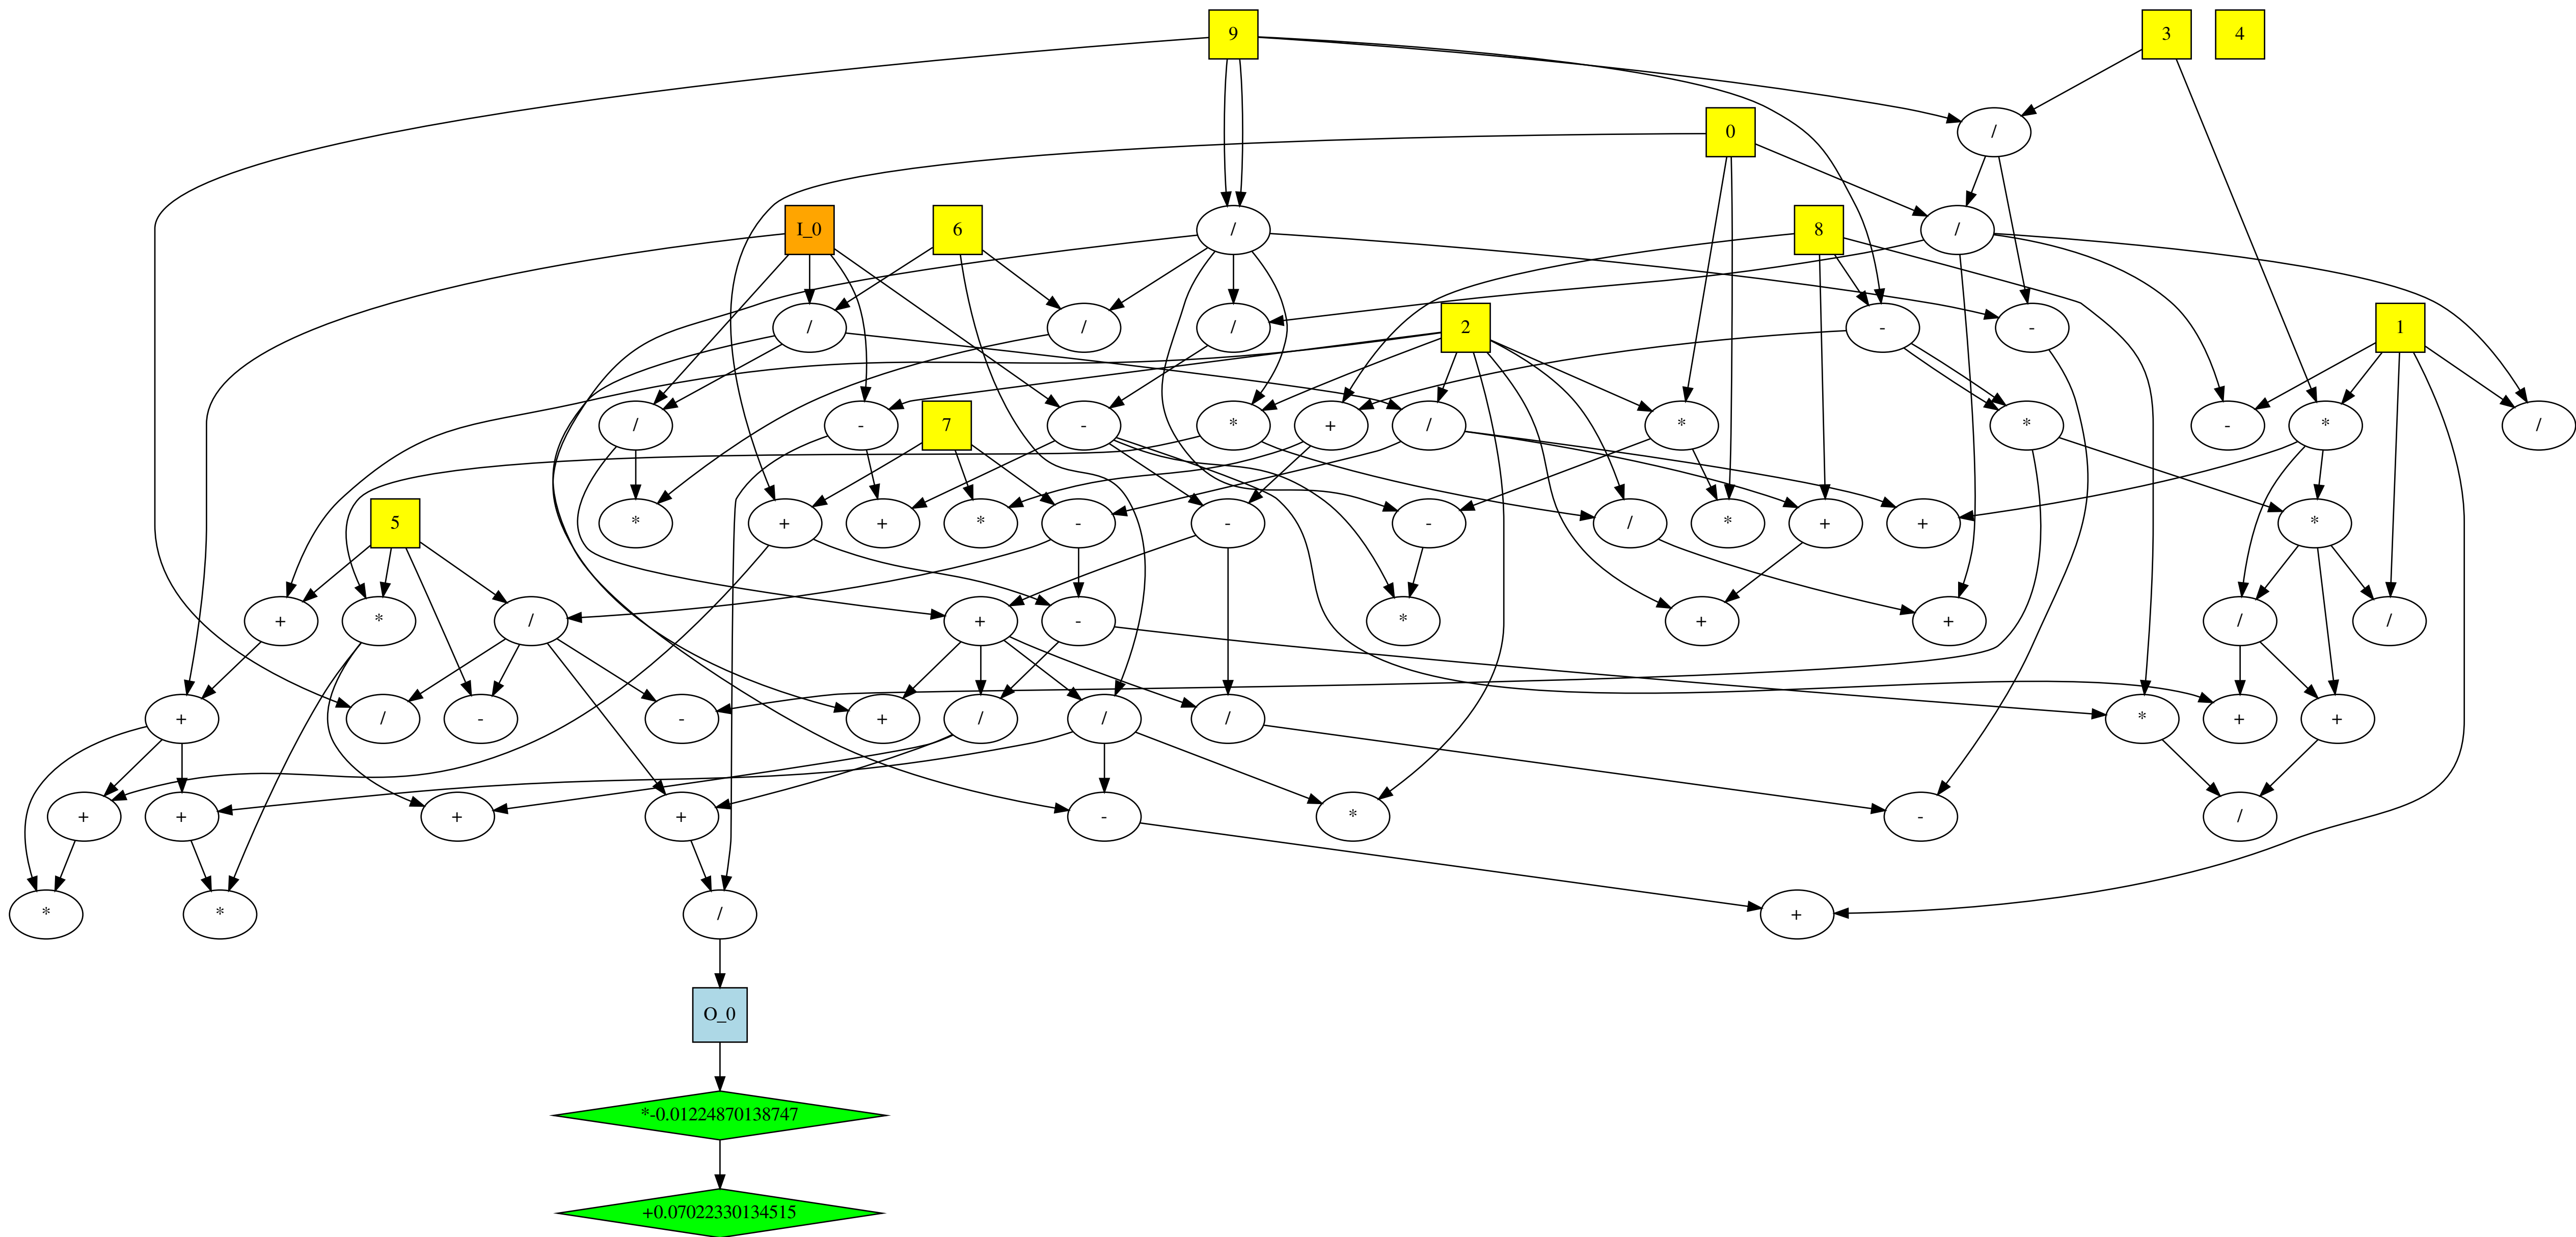 9 3 4
0 /
I_0 6 / 8 /
/ / / 2 - - 1
/ - 7 - * + / * * - * /
5 * + + * - - - / * + + *
+ * / + - * + + / /
+ / - - + / / / * + +
+ + + + - * - /
* * / +
O_0
*-0.01224870138747
+0.07022330134515